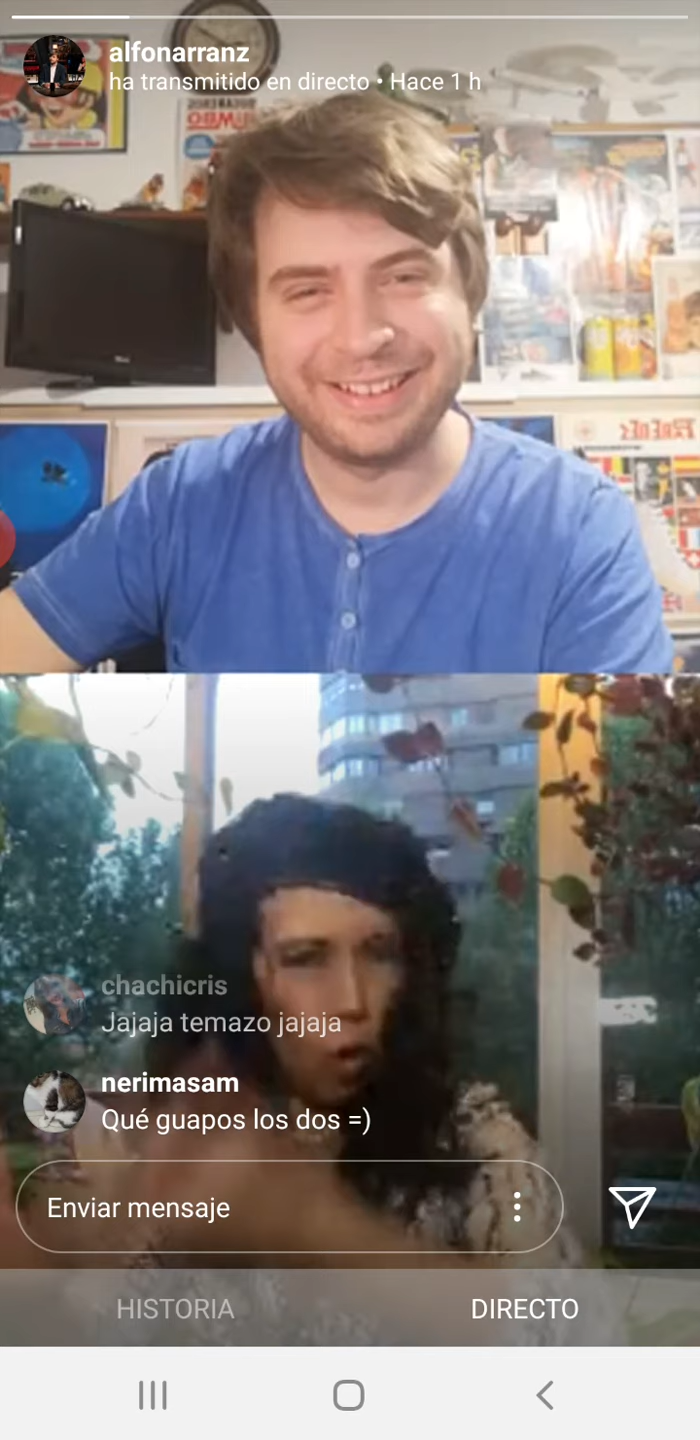 alfonarranz
ha transmitido en directo • Hace 1 h
chachicris
Jajaja temazo jajaja
nerimasam
Qué guapos los dos =)
Enviar mensaje
HISTORIA
DIRECTO